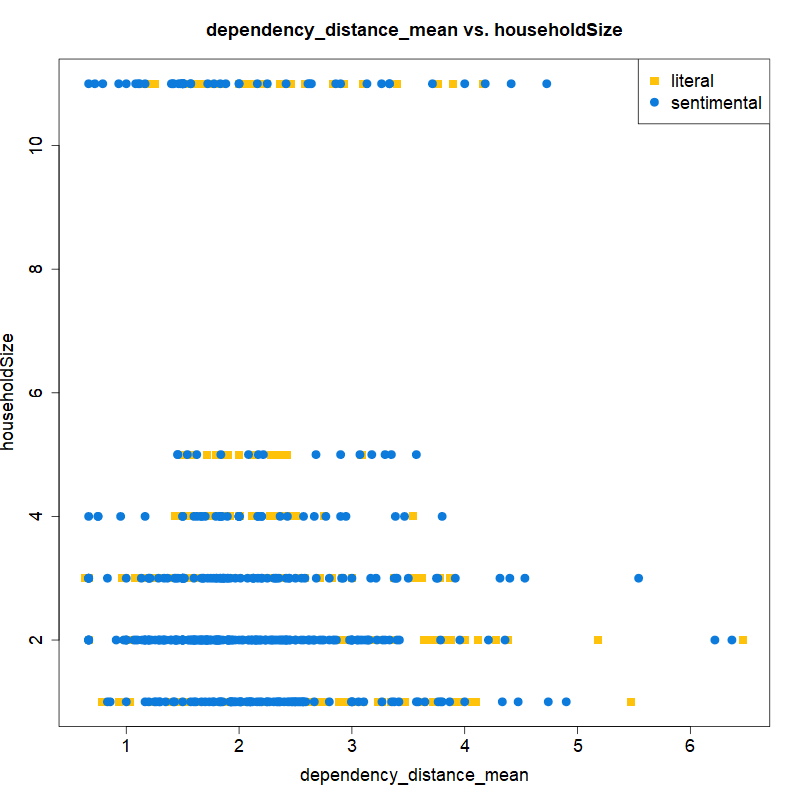 dependency_distance_mean vs. householdSize
literal
sentimental
householdSize
10
8
6
4
2
1 2 3 4 5 6
dependency_distance_mean